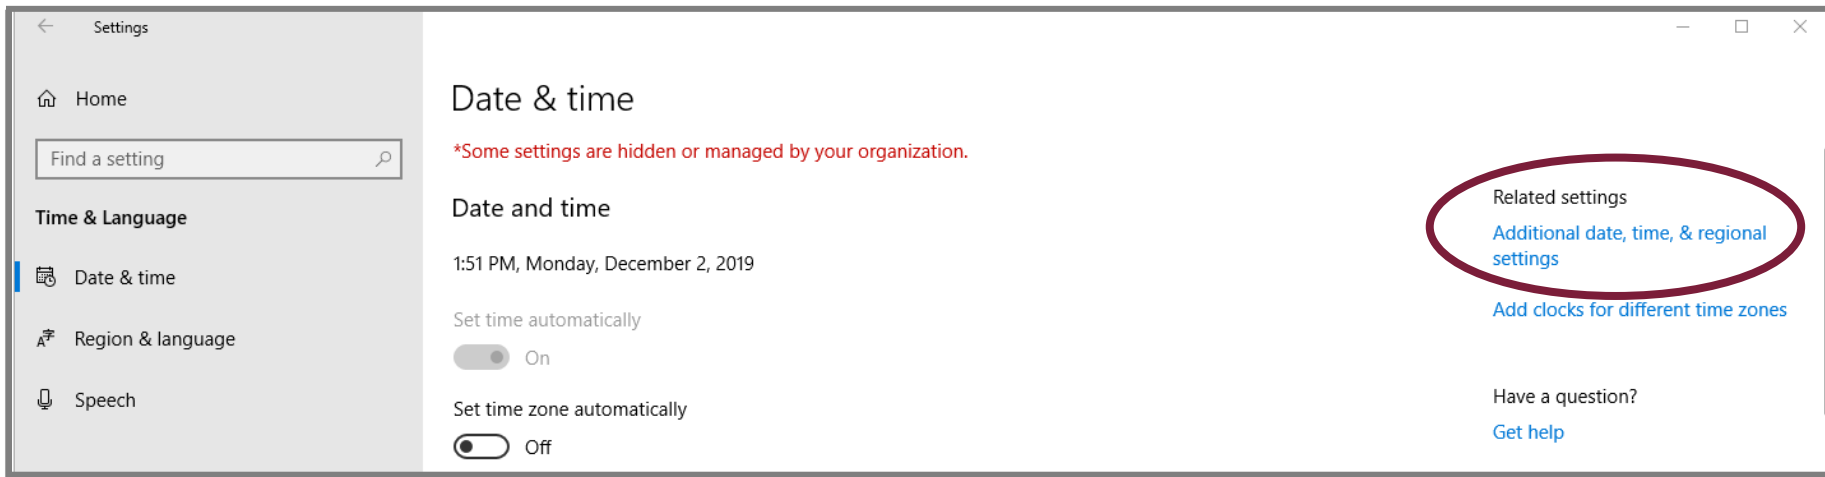 Settings
Home
Find a setting
Time & Language
Date & time
Region & language
Speech
Date & time
*Some settings are hidden or managed by your organization.
Date and time
1:51 PM, Monday, December 2, 2019
Set time automatically
On
Set time zone automatically
Off
Related settings
Additional date, time, & regional
settings
Add clocks for different time zones
Have a question?
Get help